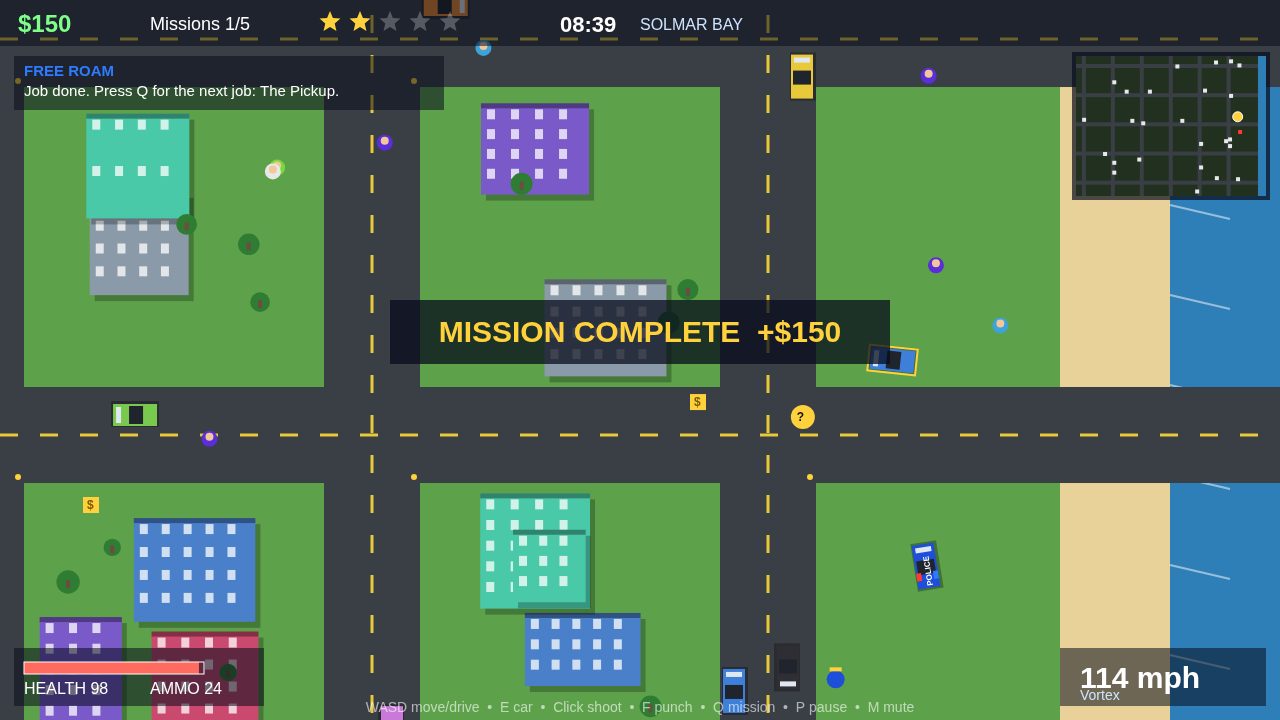 $150 Missions 1/5 08:39 SOLMAR BAY
FREE ROAM
Job done. Press Q for the next job: The Pickup.
MISSION COMPLETE +$150
$
?
$
POLICE
HEALTH 98 AMMO 24
114 mph
Vortex
WASD move/drive • E car • Click shoot • F punch • Q mission • P pause • M mute